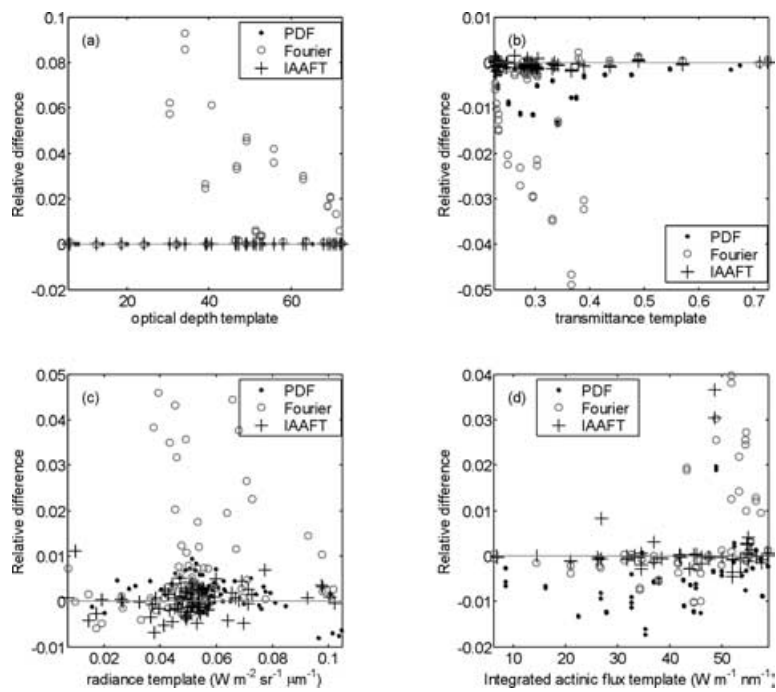 0.1
0.08
0.06
0.04
0.02
0
-0.02
20 40 60
(a)
PDF
Fourier
IAAFT
Relative difference
optical depth template
0.01
0
-0.01
-0.02
-0.03
-0.04
-0.05
0.3 0.4 0.5 0.6 0.7
(b)
PDF
Fourier
IAAFT
Relative difference
transmittance template
0.05
0.04
0.03
0.02
0.01
0
-0.01
0.02 0.04 0.06 0.08 0.1
(c)
PDF
Fourier
IAAFT
Relative difference
radiance template (W m⁻² sr⁻¹ μm⁻¹)
0.04
0.03
0.02
0.01
0
-0.01
-0.02
10 20 30 40 50
(d)
PDF
Fourier
IAAFT
Relative difference
Integrated actinic flux template (W m⁻¹ nm⁻¹)